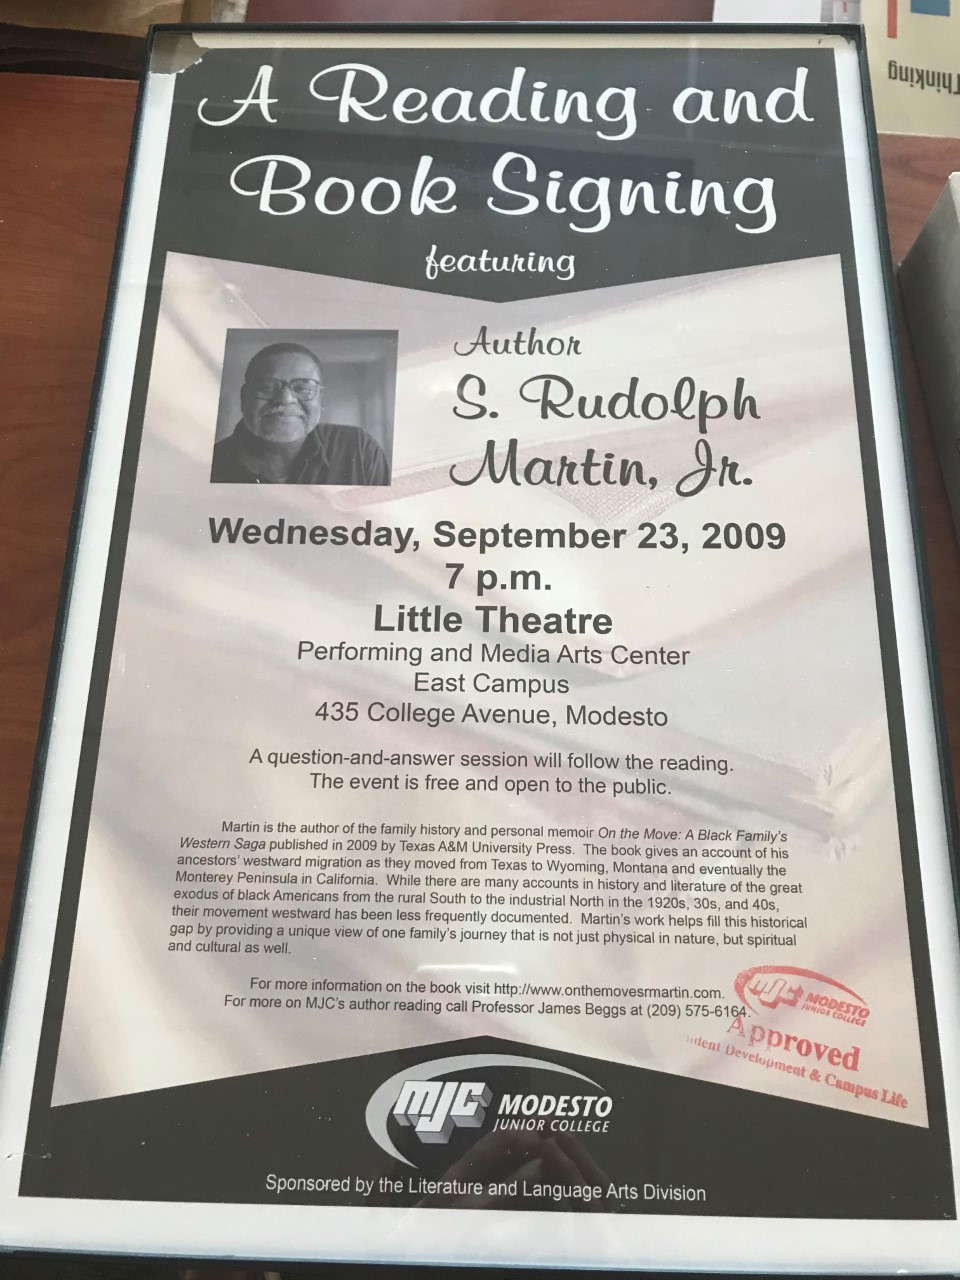 Thinking
A Reading and
Book Signing
featuring
Author
S. Rudolph
Martin, Jr.
Wednesday, September 23, 2009
7 p.m.
Little Theatre
Performing and Media Arts Center
East Campus
435 College Avenue, Modesto
A question-and-answer session will follow the reading.
The event is free and open to the public.
Martin is the author of the family history and personal memoir On the Move: A Black Family's
Western Saga published in 2009 by Texas A&M University Press. The book gives an account of his
ancestors' westward migration as they moved from Texas to Wyoming, Montana and eventually the
Monterey Peninsula in California. While there are many accounts in history and literature of the great
exodus of black Americans from the rural South to the industrial North in the 1920s, 30s, and 40s,
their movement westward has been less frequently documented. Martin's work helps fill this historical
gap by providing a unique view of one family's journey that is not just physical in nature, but spiritual
and cultural as well.
For more information on the book visit http://www.onthemovesrmartin.com.
For more on MJC's author reading call Professor James Beggs at (209) 575-6164.
MJC MODESTO
JUNIOR COLLEGE
Approved
Development & Campus Life
MJC MODESTO
JUNIOR COLLEGE
Sponsored by the Literature and Language Arts Division